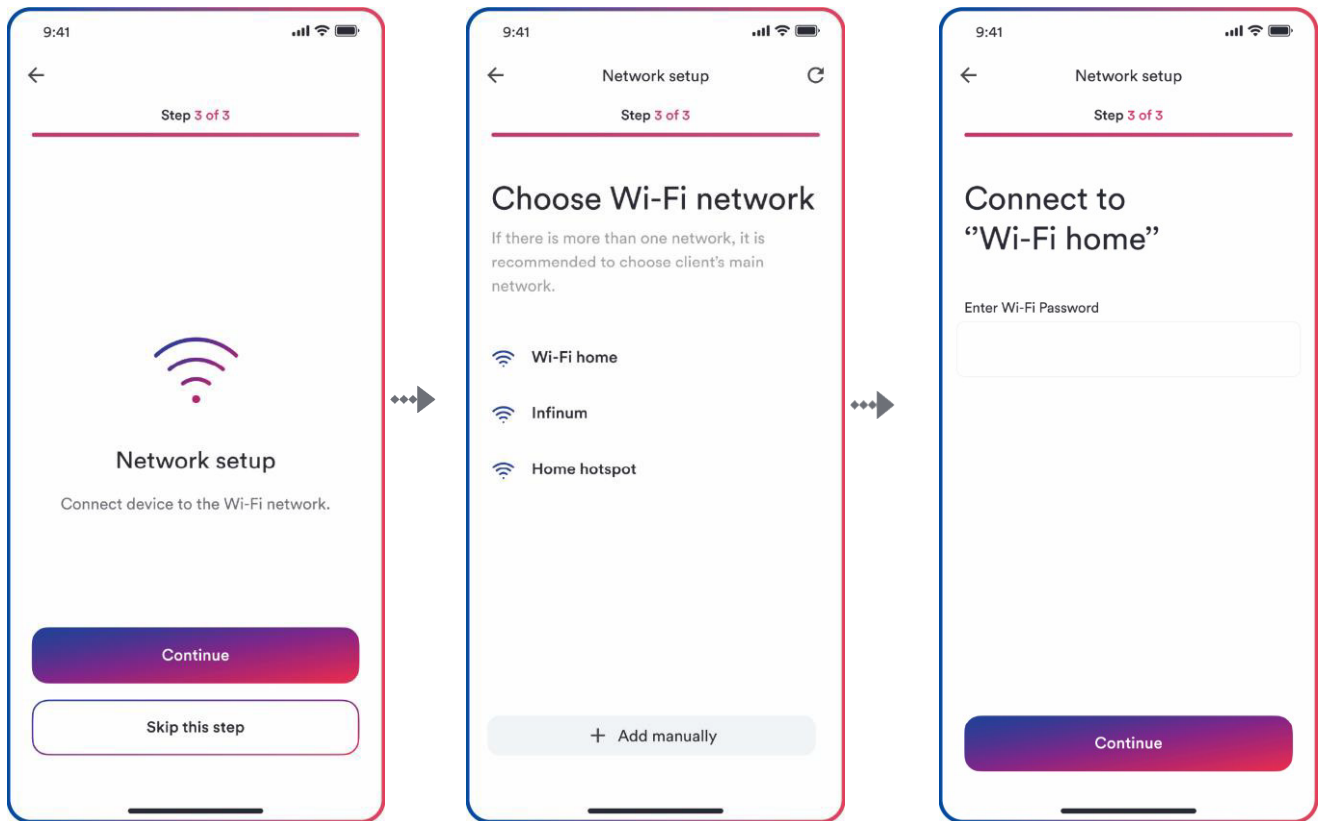 9:41
Step 3 of 3
Network setup
Connect device to the Wi-Fi network.
Continue
Skip this step
9:41
Network setup
Step 3 of 3
Choose Wi-Fi network
If there is more than one network, it is
recommended to choose client's main
network.
Wi-Fi home
Infinum
Home hotspot
+ Add manually
9:41
Network setup
Step 3 of 3
Connect to
‘’Wi-Fi home’’
Enter Wi-Fi Password
Continue